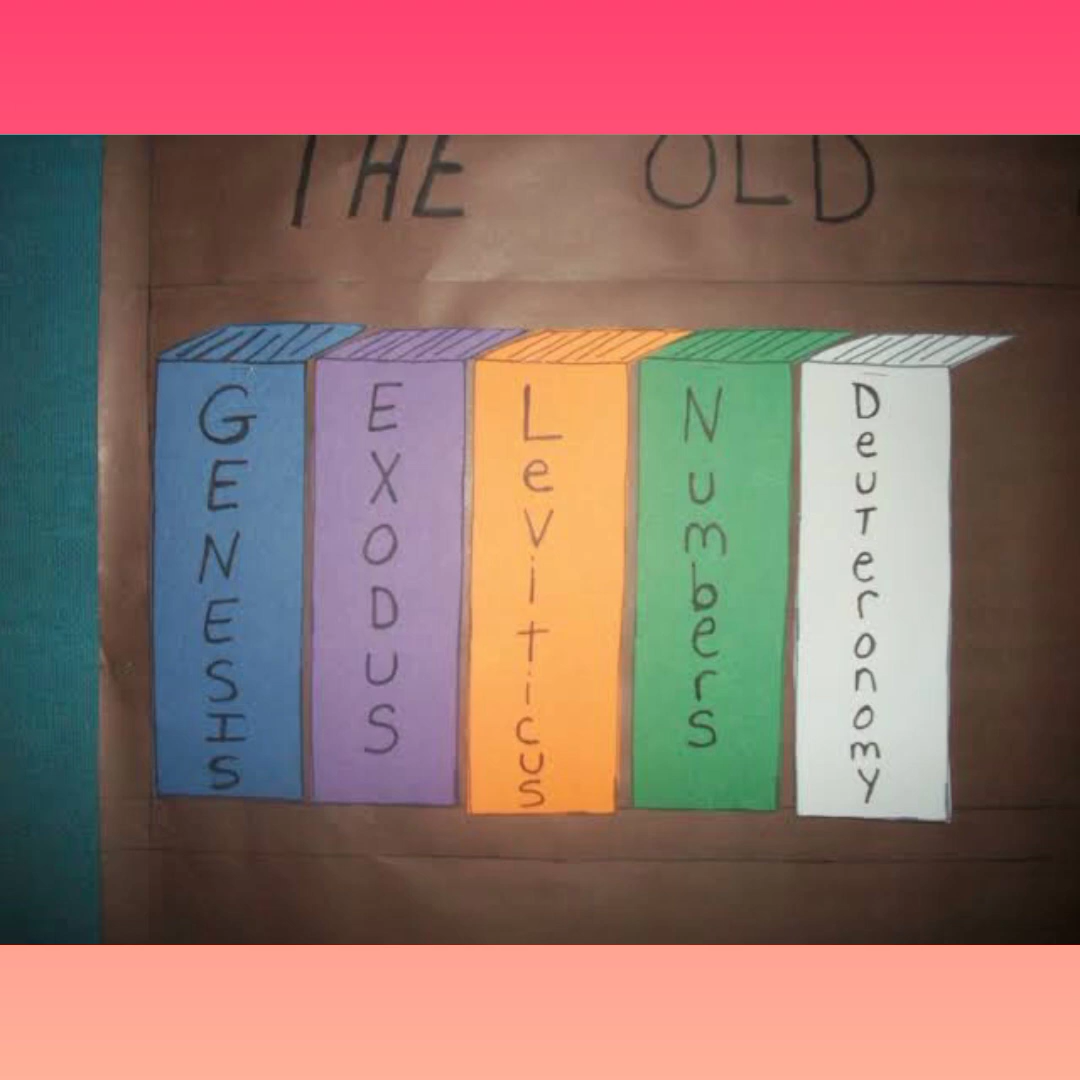 THE OLD
GENESIS
EXODUS
Leviticus
Numbers
DeuTeronomy